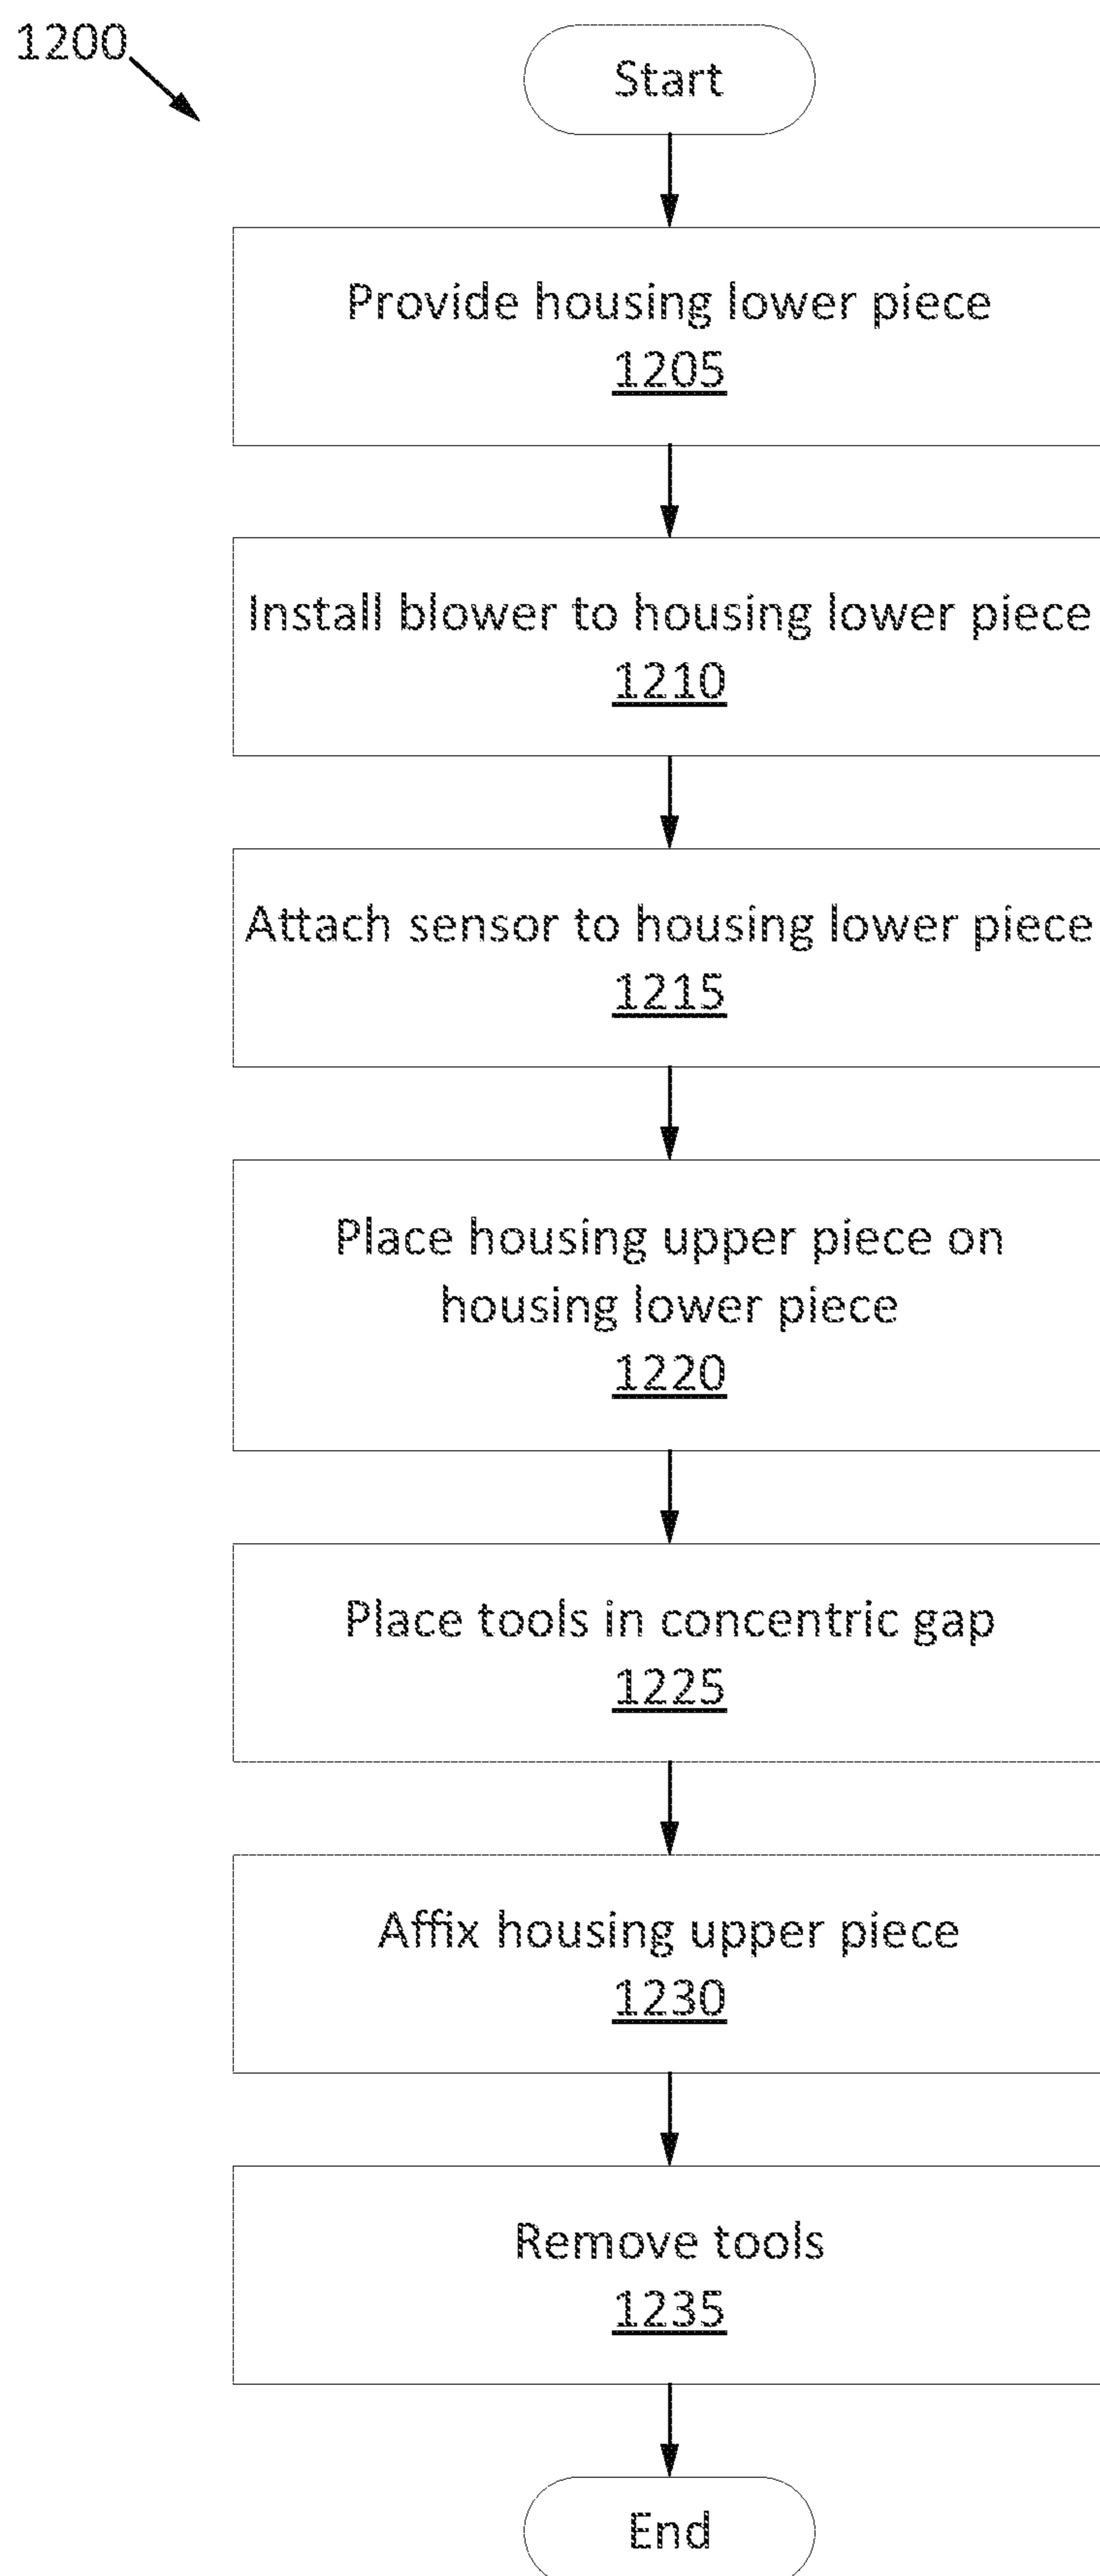 1200
Start
Provide housing lower piece
1205
Install blower to housing lower piece
1210
Attach sensor to housing lower piece
1215
Place housing upper piece on
housing lower piece
1220
Place tools in concentric gap
1225
Affix housing upper piece
1230
Remove tools
1235
End